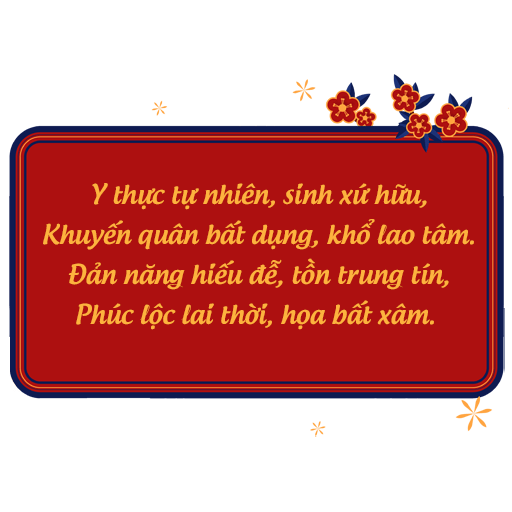 Y thực tự nhiên, sinh xứ hữu,
Khuyến quân bất dụng, khổ lao tâm.
Đản năng hiếu đễ, tồn trung tín,
Phúc lộc lai thời, họa bất xâm.